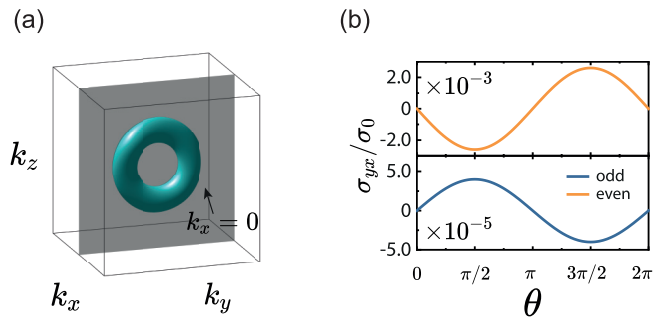 (a)
k_z
k_x = 0
k_x
k_y
(b)
σ_yx/σ_0
2.0
0
-2.0
×10^−3
5.0
0
-5.0
×10^−5
odd
even
0 π/2 π 3π/2 2π
θ